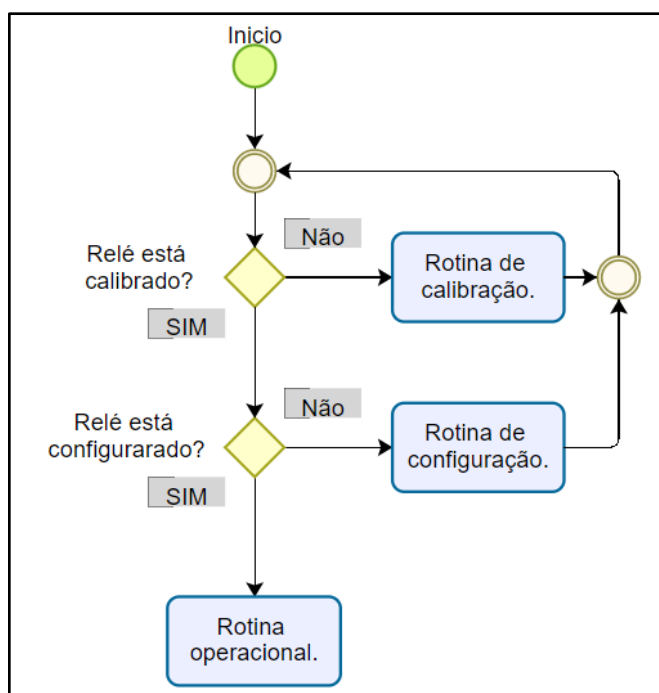 Inicio
Não
Relé está
calibrado?
Rotina de
calibração.
SIM
Não
Relé está
configurarado?
Rotina de
configuração.
SIM
Rotina
operacional.